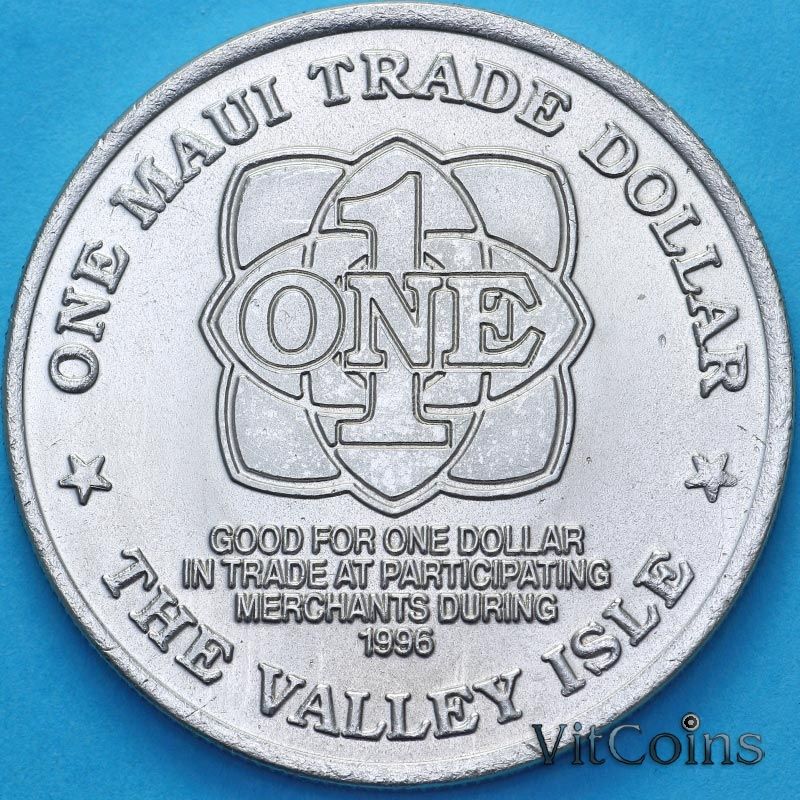 ONE MAUI TRADE DOLLAR
1
ONE
GOOD FOR ONE DOLLAR
IN TRADE AT PARTICIPATING
MERCHANTS DURING
1996
THE VALLEY ISLE
VitCoins